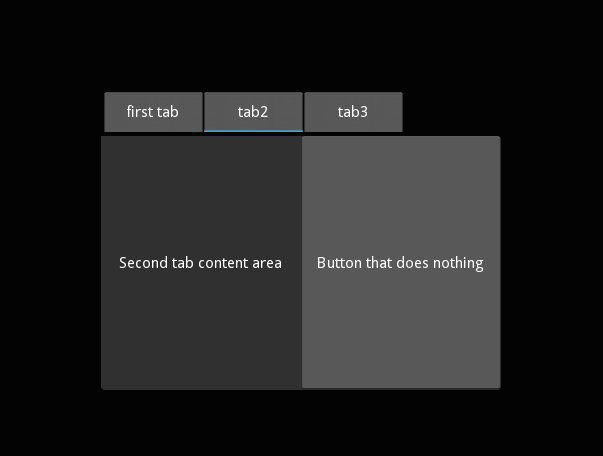 first tab
tab2
tab3
Second tab content area
Button that does nothing